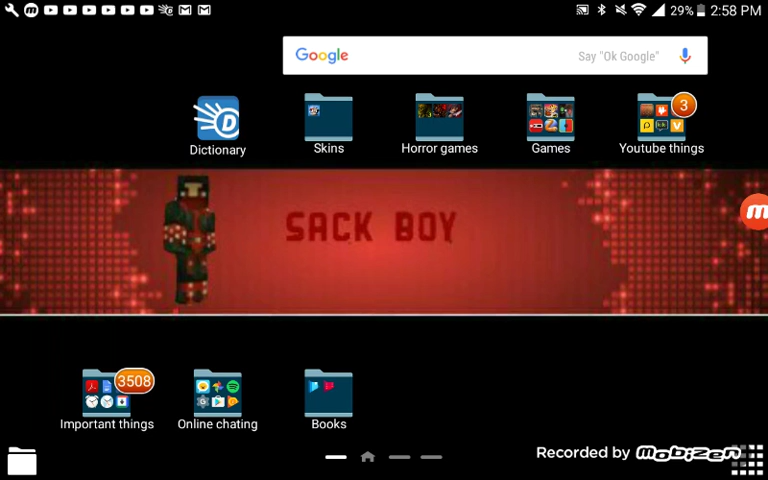 29% 2:58 PM
Google Say "Ok Google"
3
Dictionary Skins Horror games Games Youtube things
SACK BOY
3508
Important things Online chating Books
Recorded by Mobizen